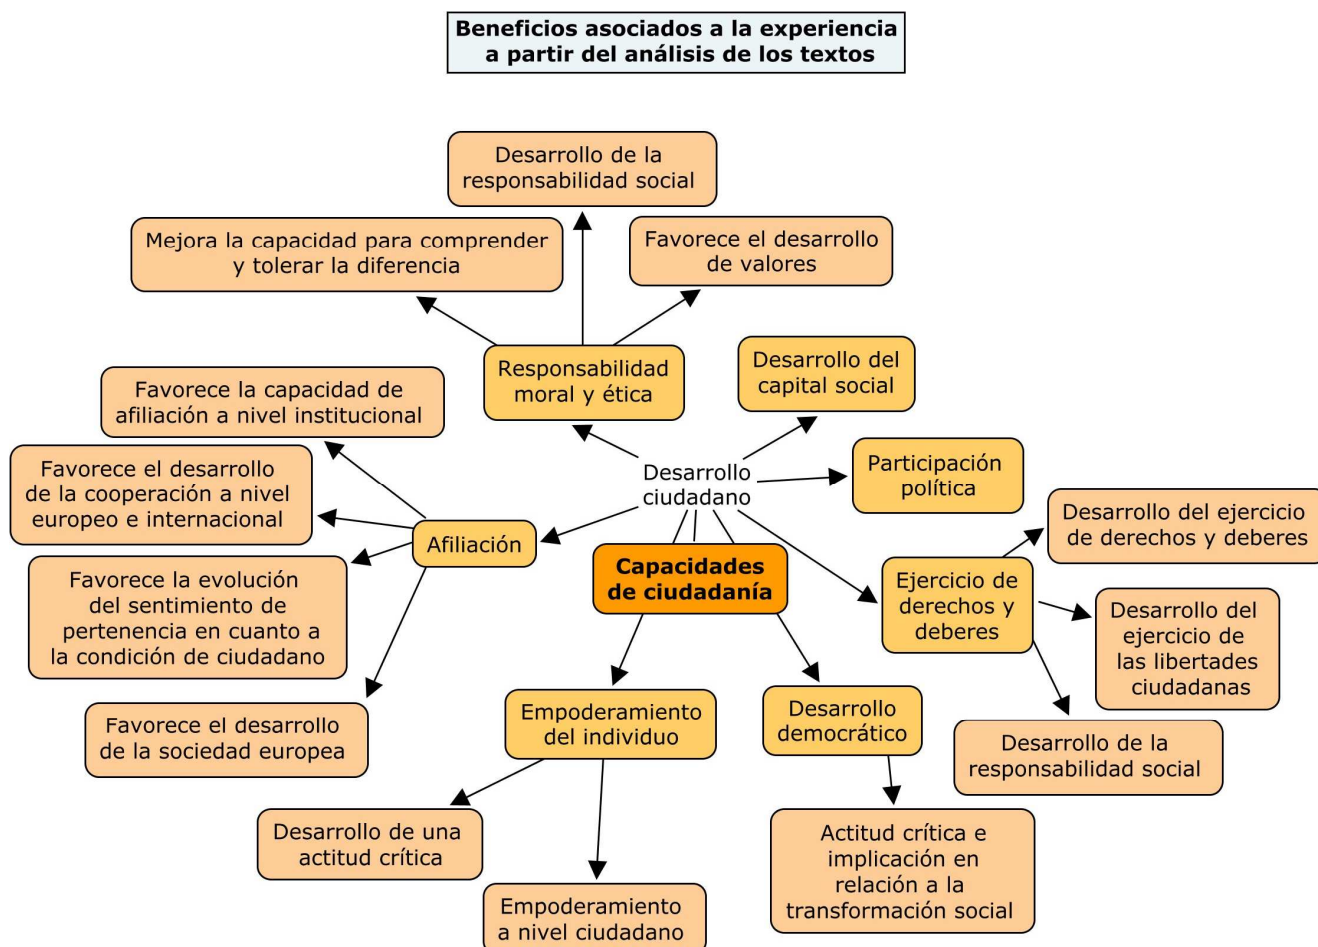 Beneficios asociados a la experiencia
a partir del análisis de los textos
Desarrollo de la
responsabilidad social
Mejora la capacidad para comprender
y tolerar la diferencia
Favorece el desarrollo
de valores
Responsabilidad
moral y ética
Desarrollo del
capital social
Favorece la capacidad de
afiliación a nivel institucional
Favorece el desarrollo
de la cooperación a nivel
europeo e internacional
Desarrollo
ciudadano
Participación
política
Afiliación
Capacidades
de ciudadanía
Desarrollo del ejercicio
de derechos y deberes
Ejercicio de
derechos y
deberes
Favorece la evolución
del sentimiento de
pertenencia en cuanto a
la condición de ciudadano
Desarrollo del
ejercicio de
las libertades
ciudadanas
Favorece el desarrollo
de la sociedad europea
Empoderamiento
del individuo
Desarrollo
democrático
Desarrollo de la
responsabilidad social
Desarrollo de una
actitud crítica
Empoderamiento
a nivel ciudadano
Actitud crítica e
implicación en
relación a la
transformación social